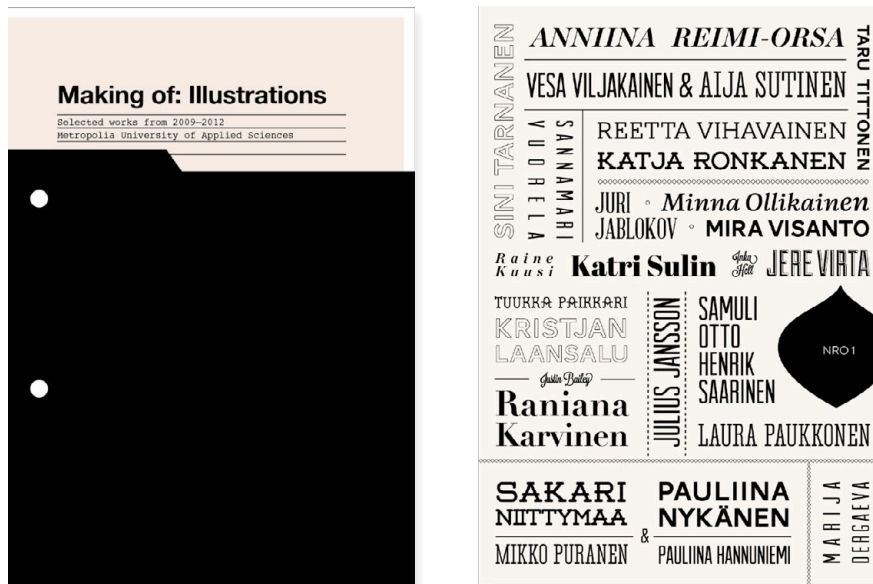 Making of: Illustrations
Selected works from 2009–2012
Metropolia University of Applied Sciences
SINI TARNANEN
ANNIINA REIMI-ORSA
TARU TITTONEN
VESA VILJAKAINEN & AIJA SUTINEN
SANNAMARI
VUORELA
REETTA VIHAVAINEN
KATJA RONKANEN
JURI
JABLOKOV
Minna Ollikainen
MIRA VISANTO
Raine
Kuusi
Katri Sulin
Inka
Hell
JERE VIRTA
TUUKKA PAIKKARI
KRISTJAN
LAANSALU
Justin Bailey
Raniana
Karvinen
JULIUS JANSSON
SAMULI
OTTO
HENRIK
SAARINEN
NRO 1
LAURA PAUKKONEN
SAKARI
NIITTYMAA
MIKKO PURANEN
&
PAULIINA
NYKÄNEN
PAULIINA HANNUNIEMI
MARIJA
DERGAEVA